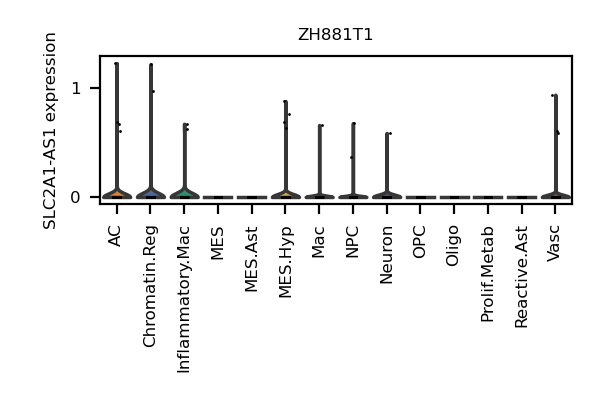 ZH881T1
SLC2A1-AS1 expression
1
0
AC
Chromatin.Reg
Inflammatory.Mac
MES
MES.Ast
MES.Hyp
Mac
NPC
Neuron
OPC
Oligo
Prolif.Metab
Reactive.Ast
Vasc